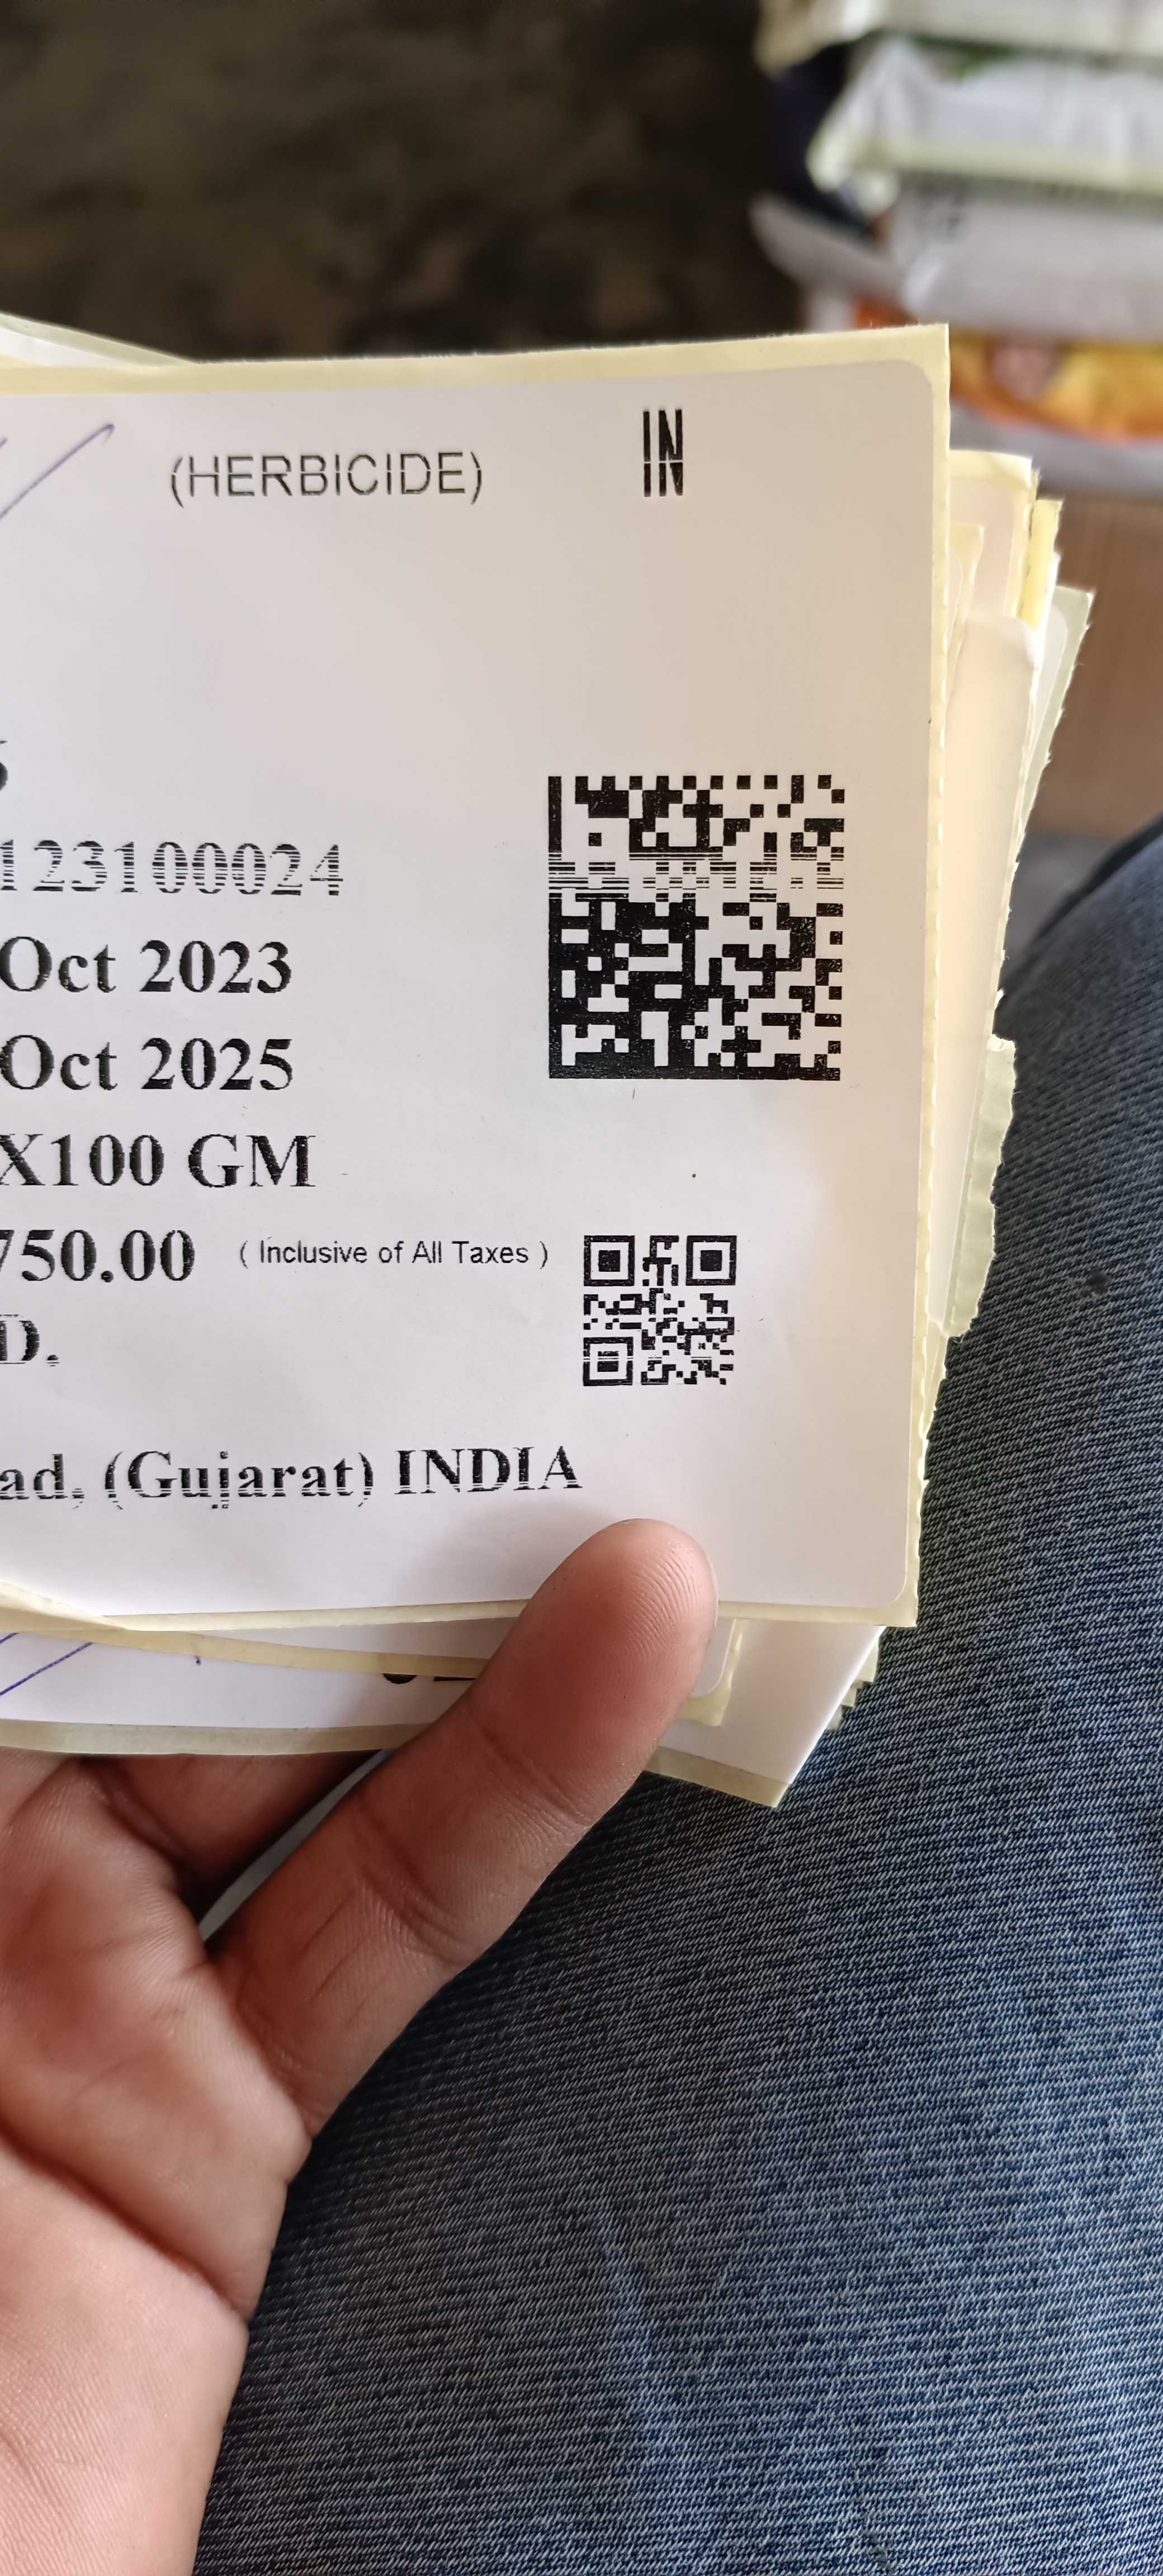 (HERBICIDE) IN
123100024
Oct 2023
Oct 2025
X100 GM
750.00 ( Inclusive of All Taxes )
D.
ad, (Gujarat) INDIA